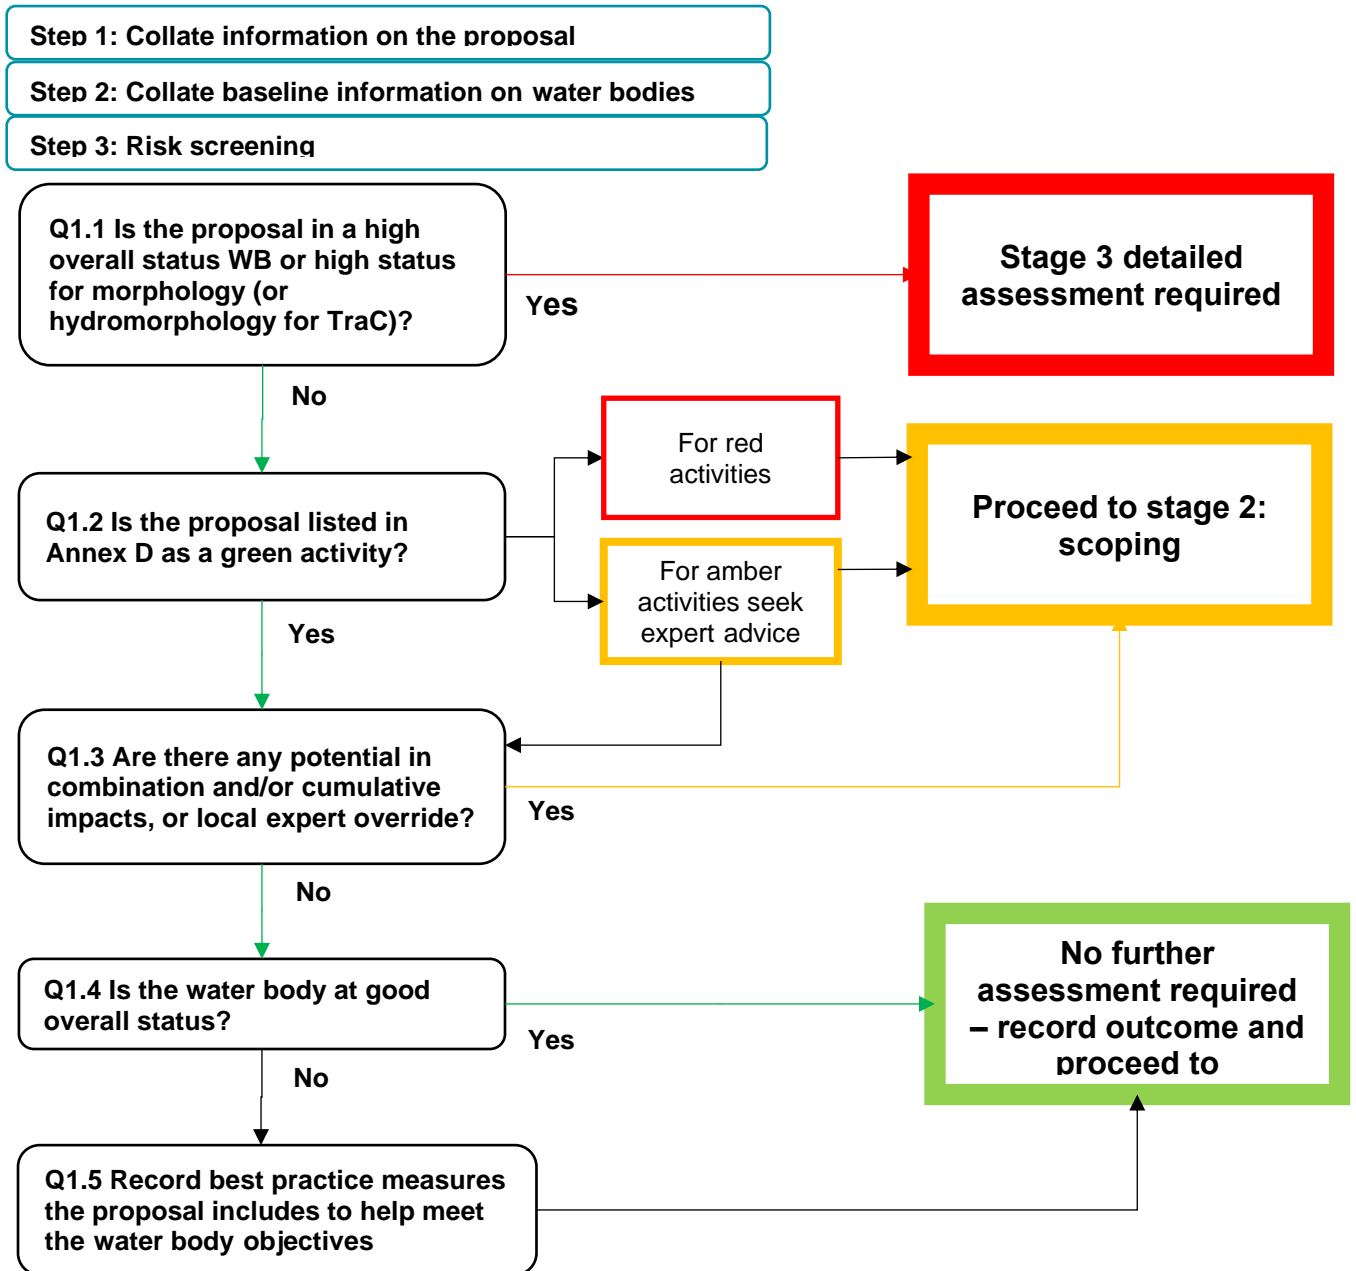 Step 1: Collate information on the proposal
Step 2: Collate baseline information on water bodies
Step 3: Risk screening
Q1.1 Is the proposal in a high
overall status WB or high status
for morphology (or
hydromorphology for TraC)?
Yes
Stage 3 detailed
assessment required
No
For red
activities
Proceed to stage 2:
scoping
Q1.2 Is the proposal listed in
Annex D as a green activity?
For amber
activities seek
expert advice
Yes
Q1.3 Are there any potential in
combination and/or cumulative
impacts, or local expert override?
Yes
No
No further
assessment required
– record outcome and
proceed to
Q1.4 Is the water body at good
overall status?
Yes
No
Q1.5 Record best practice measures
the proposal includes to help meet
the water body objectives